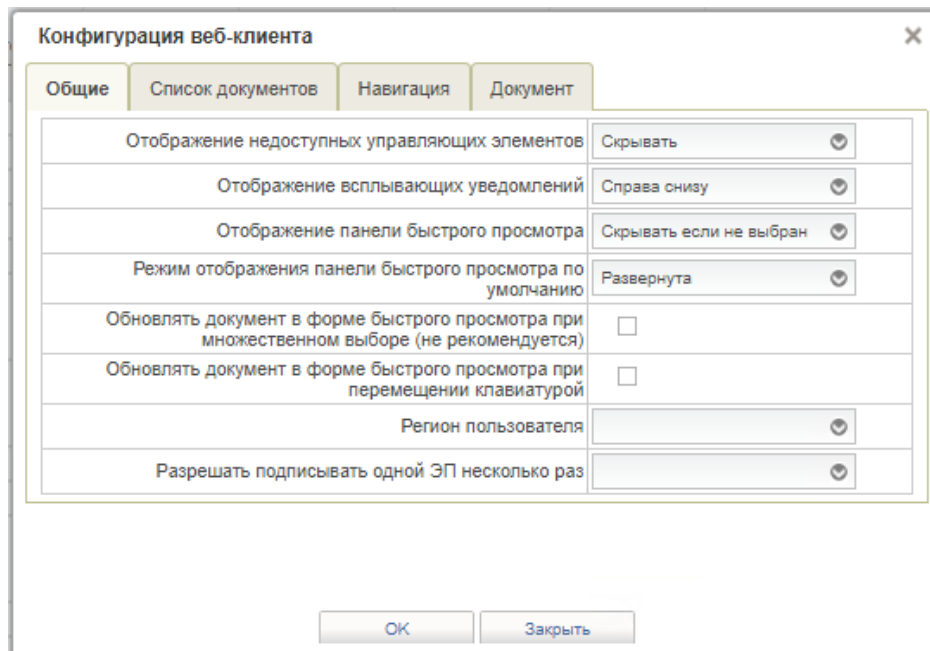 Конфигурация веб-клиента
Общие Список документов Навигация Документ
Отображение недоступных управляющих элементов Скрывать
Отображение всплывающих уведомлений Справа снизу
Отображение панели быстрого просмотра Скрывать если не выбран
Режим отображения панели быстрого просмотра по
умолчанию Развернута
Обновлять документ в форме быстрого просмотра при
множественном выборе (не рекомендуется)
Обновлять документ в форме быстрого просмотра при
перемещении клавиатурой
Регион пользователя
Разрешать подписывать одной ЭП несколько раз
OK Закрыть